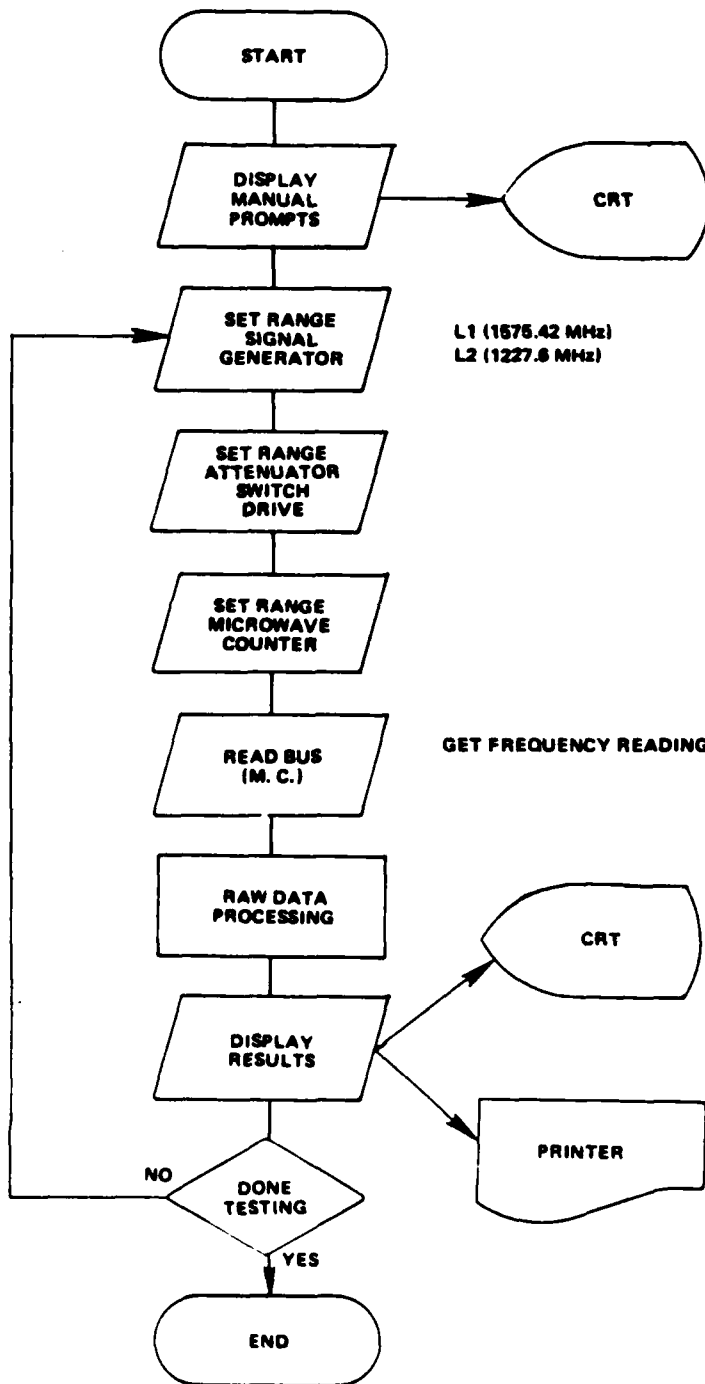 START
DISPLAY
MANUAL
PROMPTS
CRT
SET RANGE
SIGNAL
GENERATOR
L1 (1575.42 MHz)
L2 (1227.6 MHz)
SET RANGE
ATTENUATOR
SWITCH
DRIVE
SET RANGE
MICROWAVE
COUNTER
READ BUS
(M. C.)
GET FREQUENCY READING
RAW DATA
PROCESSING
CRT
DISPLAY
RESULTS
PRINTER
NO
DONE
TESTING
YES
END